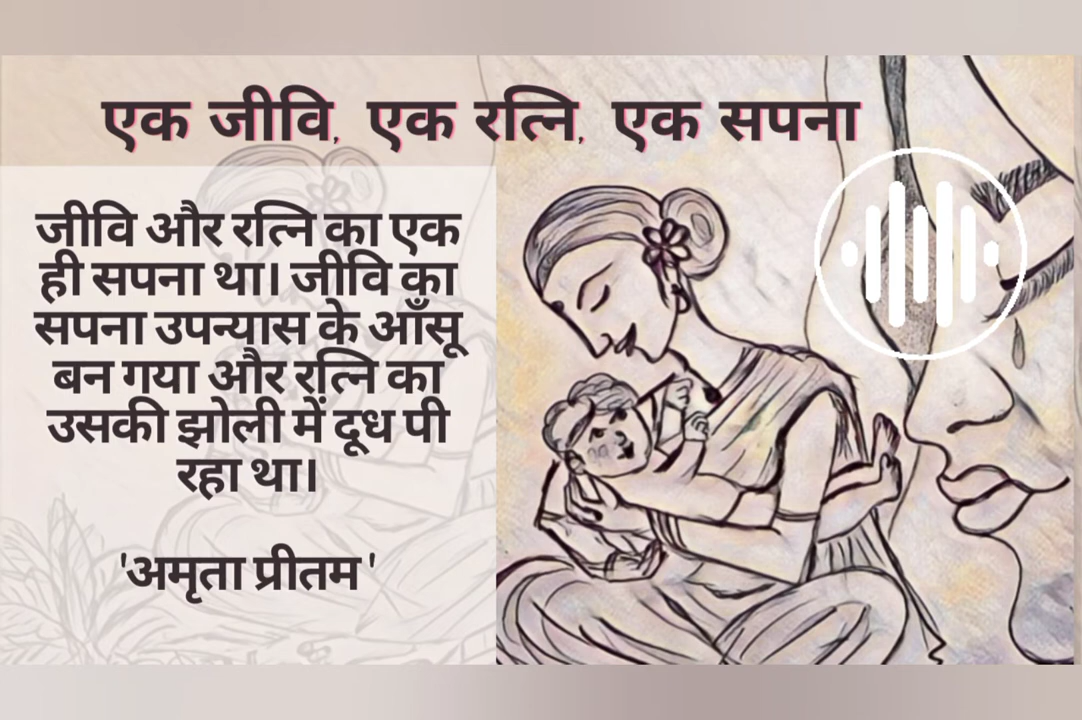 एक जीवि, एक रत्नि, एक सपना
जीवि और रत्नि का एक
ही सपना था। जीवि का
सपना उपन्यास के आँसू
बन गया और रत्नि का
उसकी झोली में दूध पी
रहा था।
'अमृता प्रीतम'